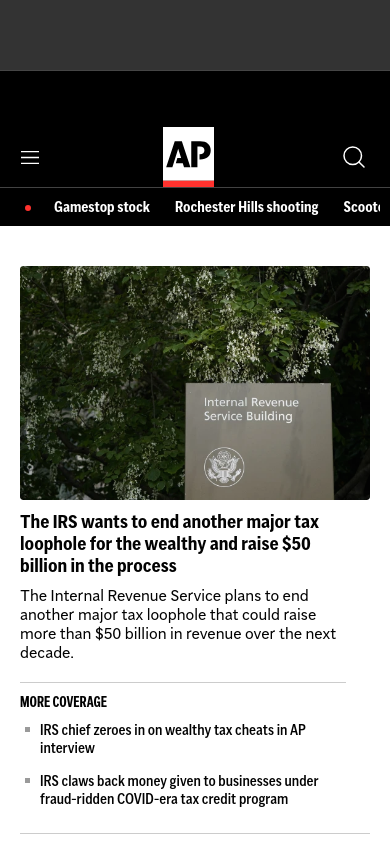 AP
Gamestop stock
Rochester Hills shooting
Internal Revenue
Service Building
The IRS wants to end another major tax
loophole for the wealthy and raise $50
billion in the process
The Internal Revenue Service plans to end
another major tax loophole that could raise
more than $50 billion in revenue over the next
decade.
MORE COVERAGE
IRS chief zeroes in on wealthy tax cheats in AP
interview
IRS claws back money given to businesses under
fraud-ridden COVID-era tax credit program